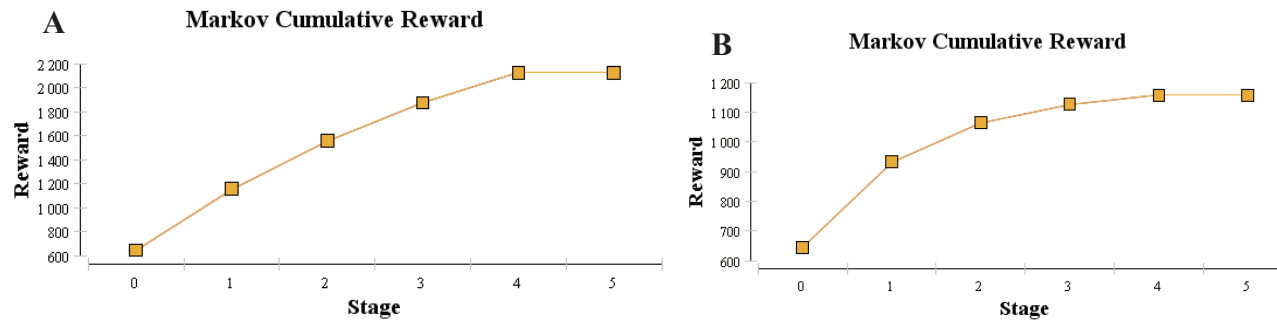 A
Markov Cumulative Reward
2 200
2 000
1 800
1 600
1 400
1 200
1 000
800
600
Reward
0 1 2 3 4 5
Stage
B
Markov Cumulative Reward
1 200
1 100
1 000
900
800
700
600
Reward
0 1 2 3 4 5
Stage